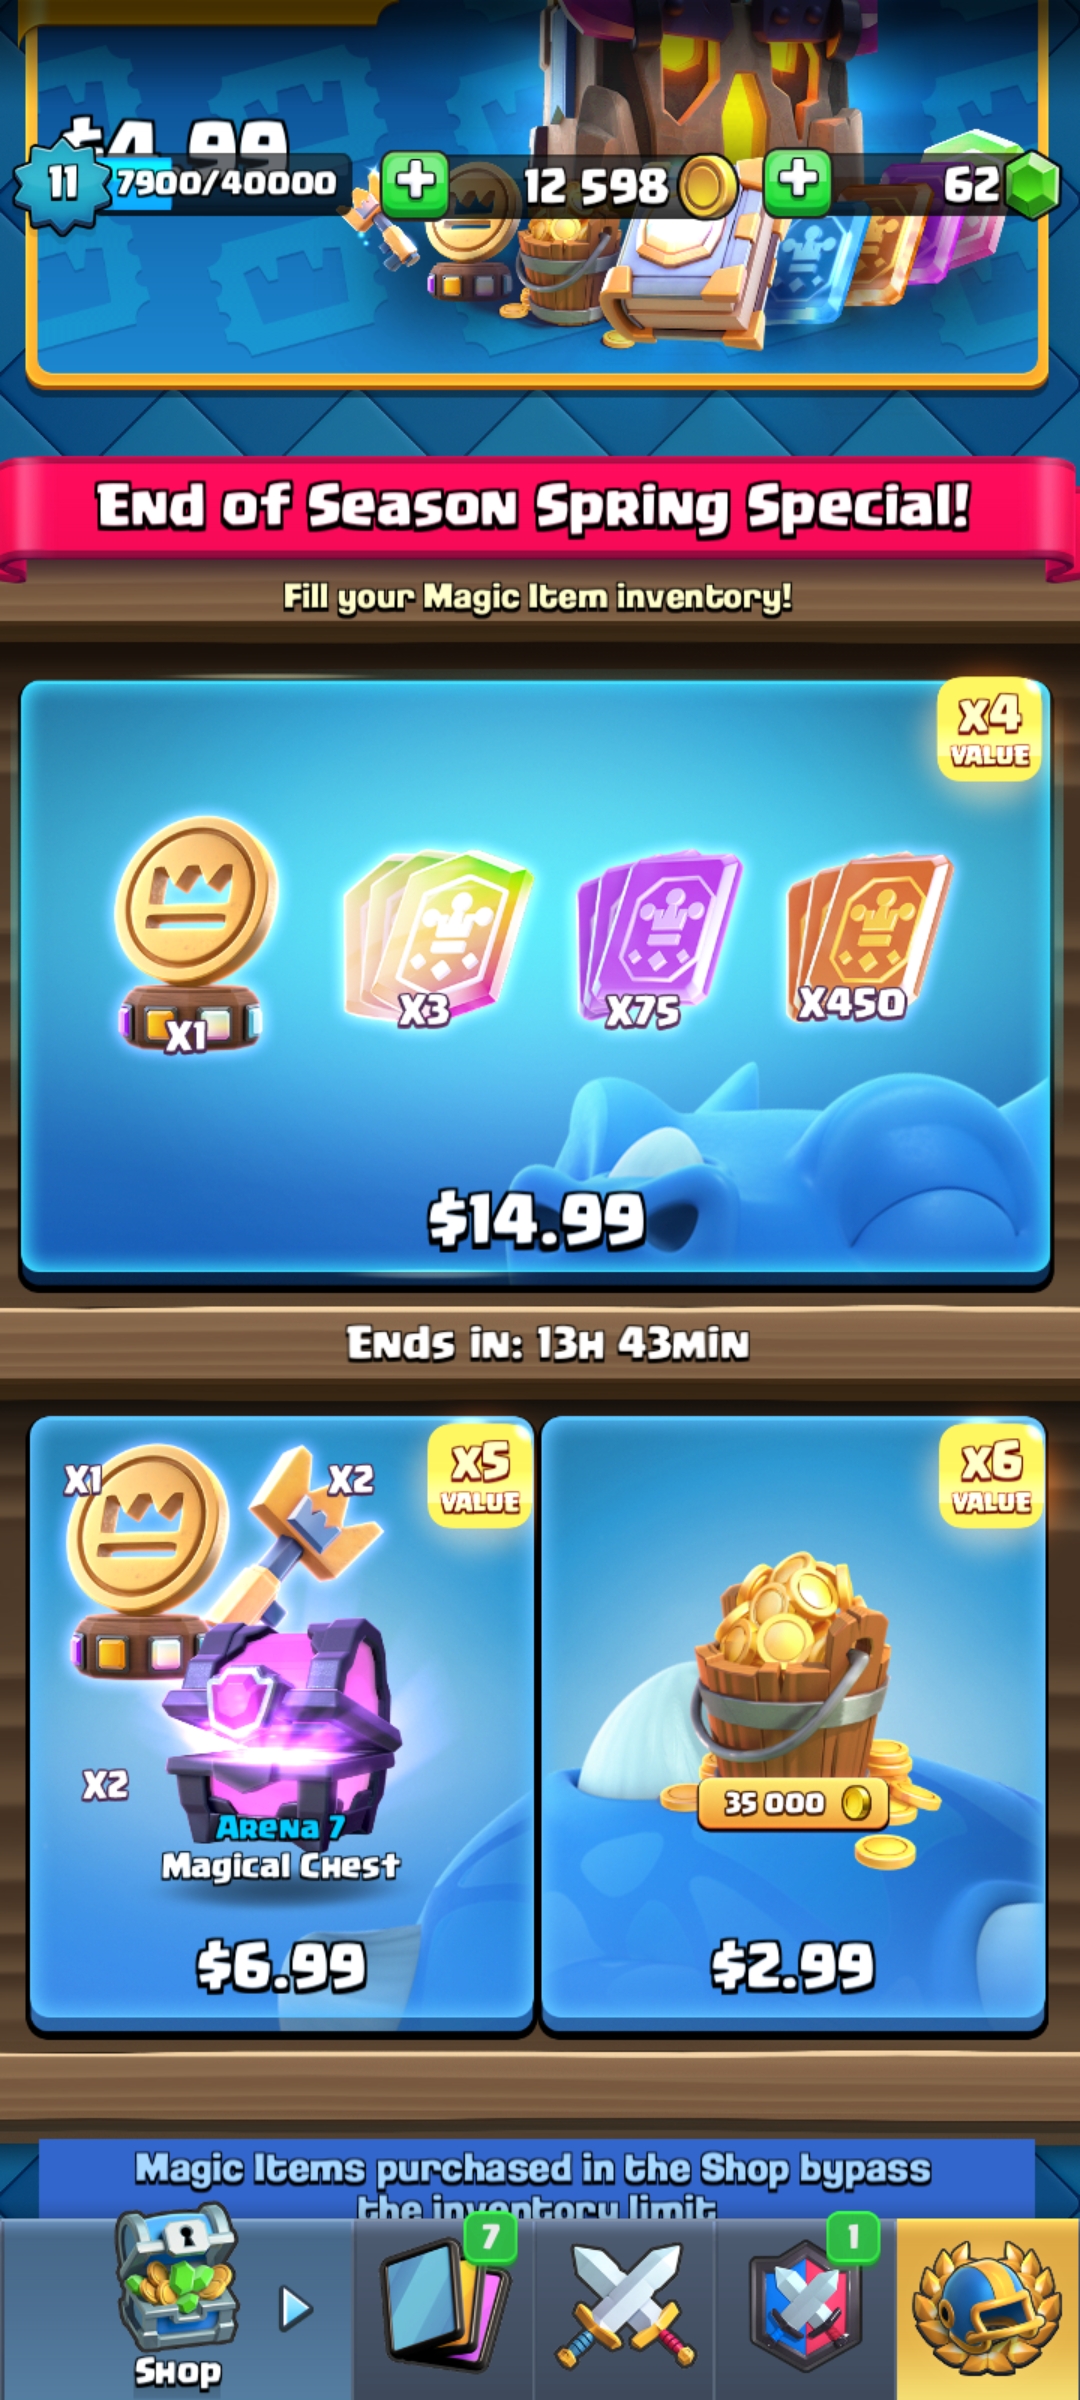 $4.99
11
7900/40000
12 598
62
End of Season Spring Special!
Fill your Magic Item inventory!
x4
VALUE
X1
X3
X75
X450
$14.99
Ends in: 13h 43min
X1
X2
x5
VALUE
X2
Arena 7
Magical Chest
$6.99
x6
VALUE
35 000
$2.99
Magic Items purchased in the Shop bypass
the inventory limit
7
1
Shop